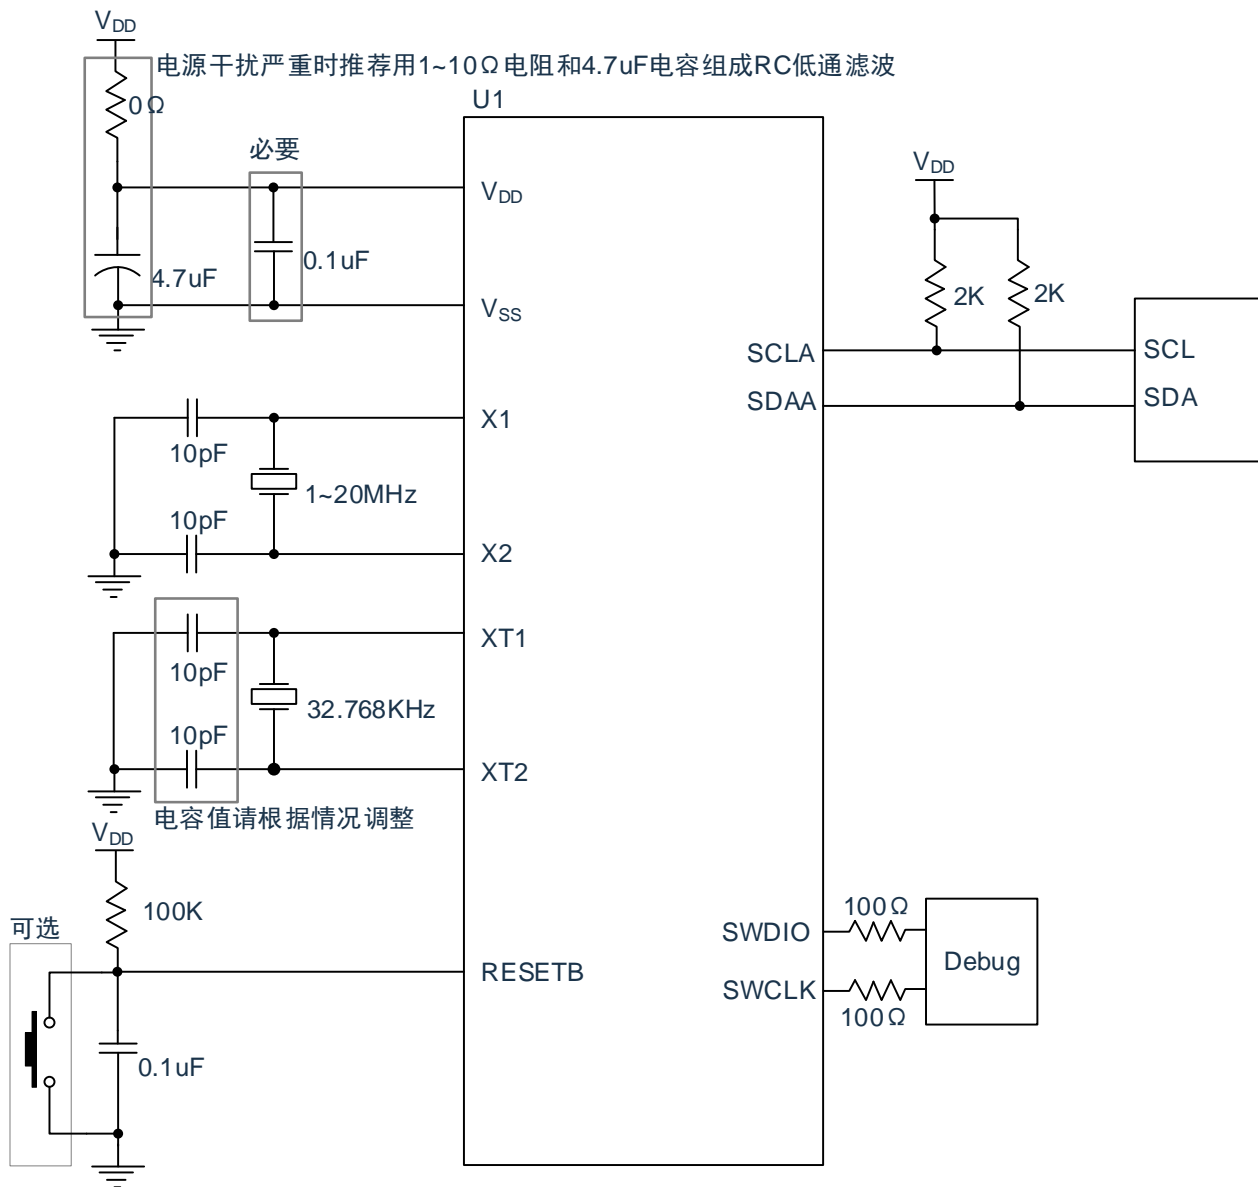 VDD
电源干扰严重时推荐用1~10Ω电阻和4.7uF电容组成RC低通滤波
0Ω
U1
必要
VDD
0.1uF
4.7uF
VSS
VDD
2K
2K
SCLA
SCL
SDAA
SDA
X1
10pF
1~20MHz
10pF
X2
XT1
10pF
32.768KHz
10pF
XT2
电容值请根据情况调整
VDD
100K
可选
RESETB
0.1uF
100Ω
SWDIO
Debug
SWCLK
100Ω